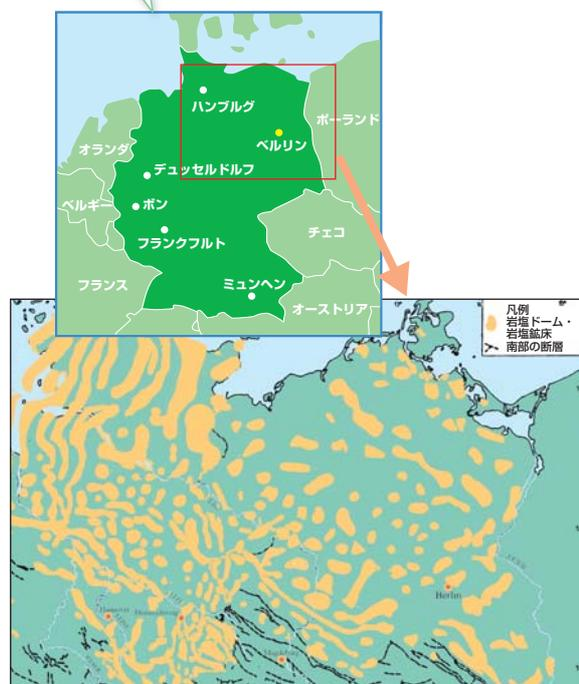 ハンブルグ
ポーランド
ベルリン
オランダ
デュッセルドルフ
ベルギー
ボン
フランクフルト
チェコ
フランス
ミュンヘン
オーストリア
凡例
岩塩ドーム・
岩塩鉱床
南部の断層
Berlin
Hannover
Magdeburg